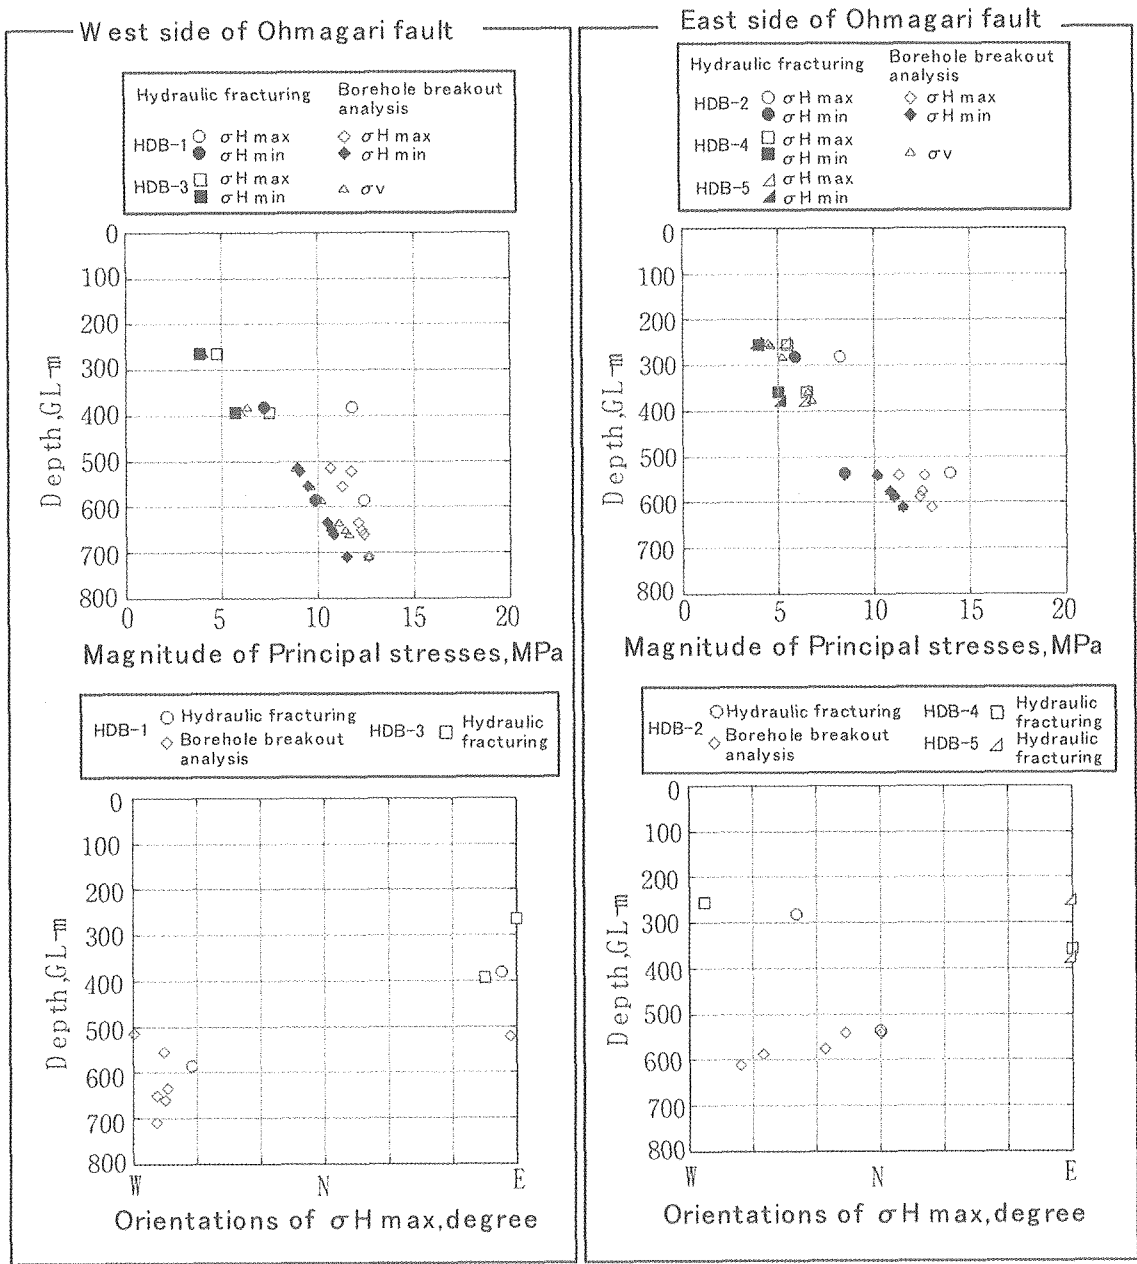 West side of Ohmagari fault
Hydraulic fracturing
Borehole breakout
analysis
HDB-1 ○ σH max
● σH min
◇ σH max
◆ σH min
HDB-3 □ σH max
■ σH min
△ σv
0
100
200
300
400
500
600
700
800
Depth,GL-m
0 5 10 15 20
Magnitude of Principal stresses,MPa
HDB-1 ○ Hydraulic fracturing
◇ Borehole breakout
analysis
HDB-3 □ Hydraulic
fracturing
0
100
200
300
400
500
600
700
800
Depth,GL-m
W N E
Orientations of σH max,degree
East side of Ohmagari fault
Hydraulic fracturing
Borehole breakout
analysis
HDB-2 ○ σH max
● σH min
◇ σH max
◆ σH min
HDB-4 □ σH max
■ σH min
△ σv
HDB-5 ◿ σH max
◢ σH min
0
100
200
300
400
500
600
700
800
Depth,GL-m
0 5 10 15 20
Magnitude of Principal stresses,MPa
HDB-2 ○ Hydraulic fracturing
◇ Borehole breakout
analysis
HDB-4 □ Hydraulic
fracturing
HDB-5 ◿ Hydraulic
fracturing
0
100
200
300
400
500
600
700
800
Depth,GL-m
W N E
Orientations of σH max,degree